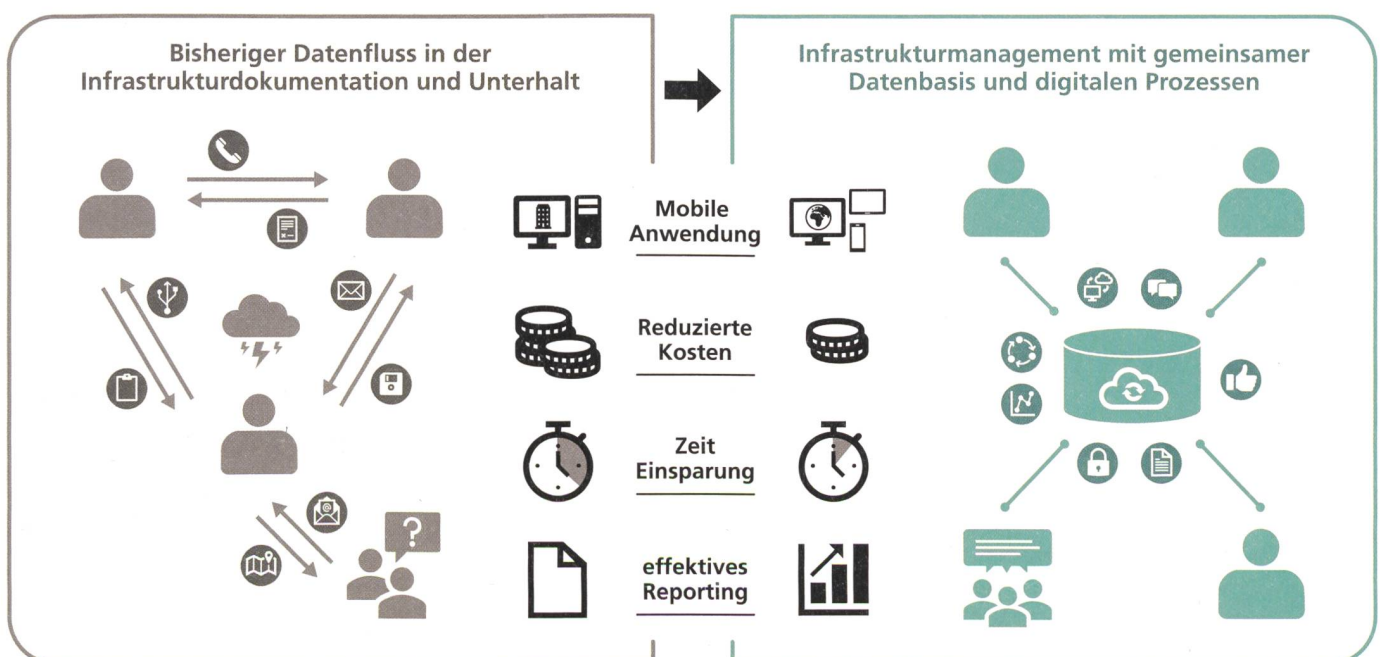 Bisheriger Datenfluss in der
Infrastrukturdokumentation und Unterhalt
Infrastrukturmanagement mit gemeinsamer
Datenbasis und digitalen Prozessen
Mobile
Anwendung
Reduzierte
Kosten
Zeit
Einsparung
effektives
Reporting
?
@